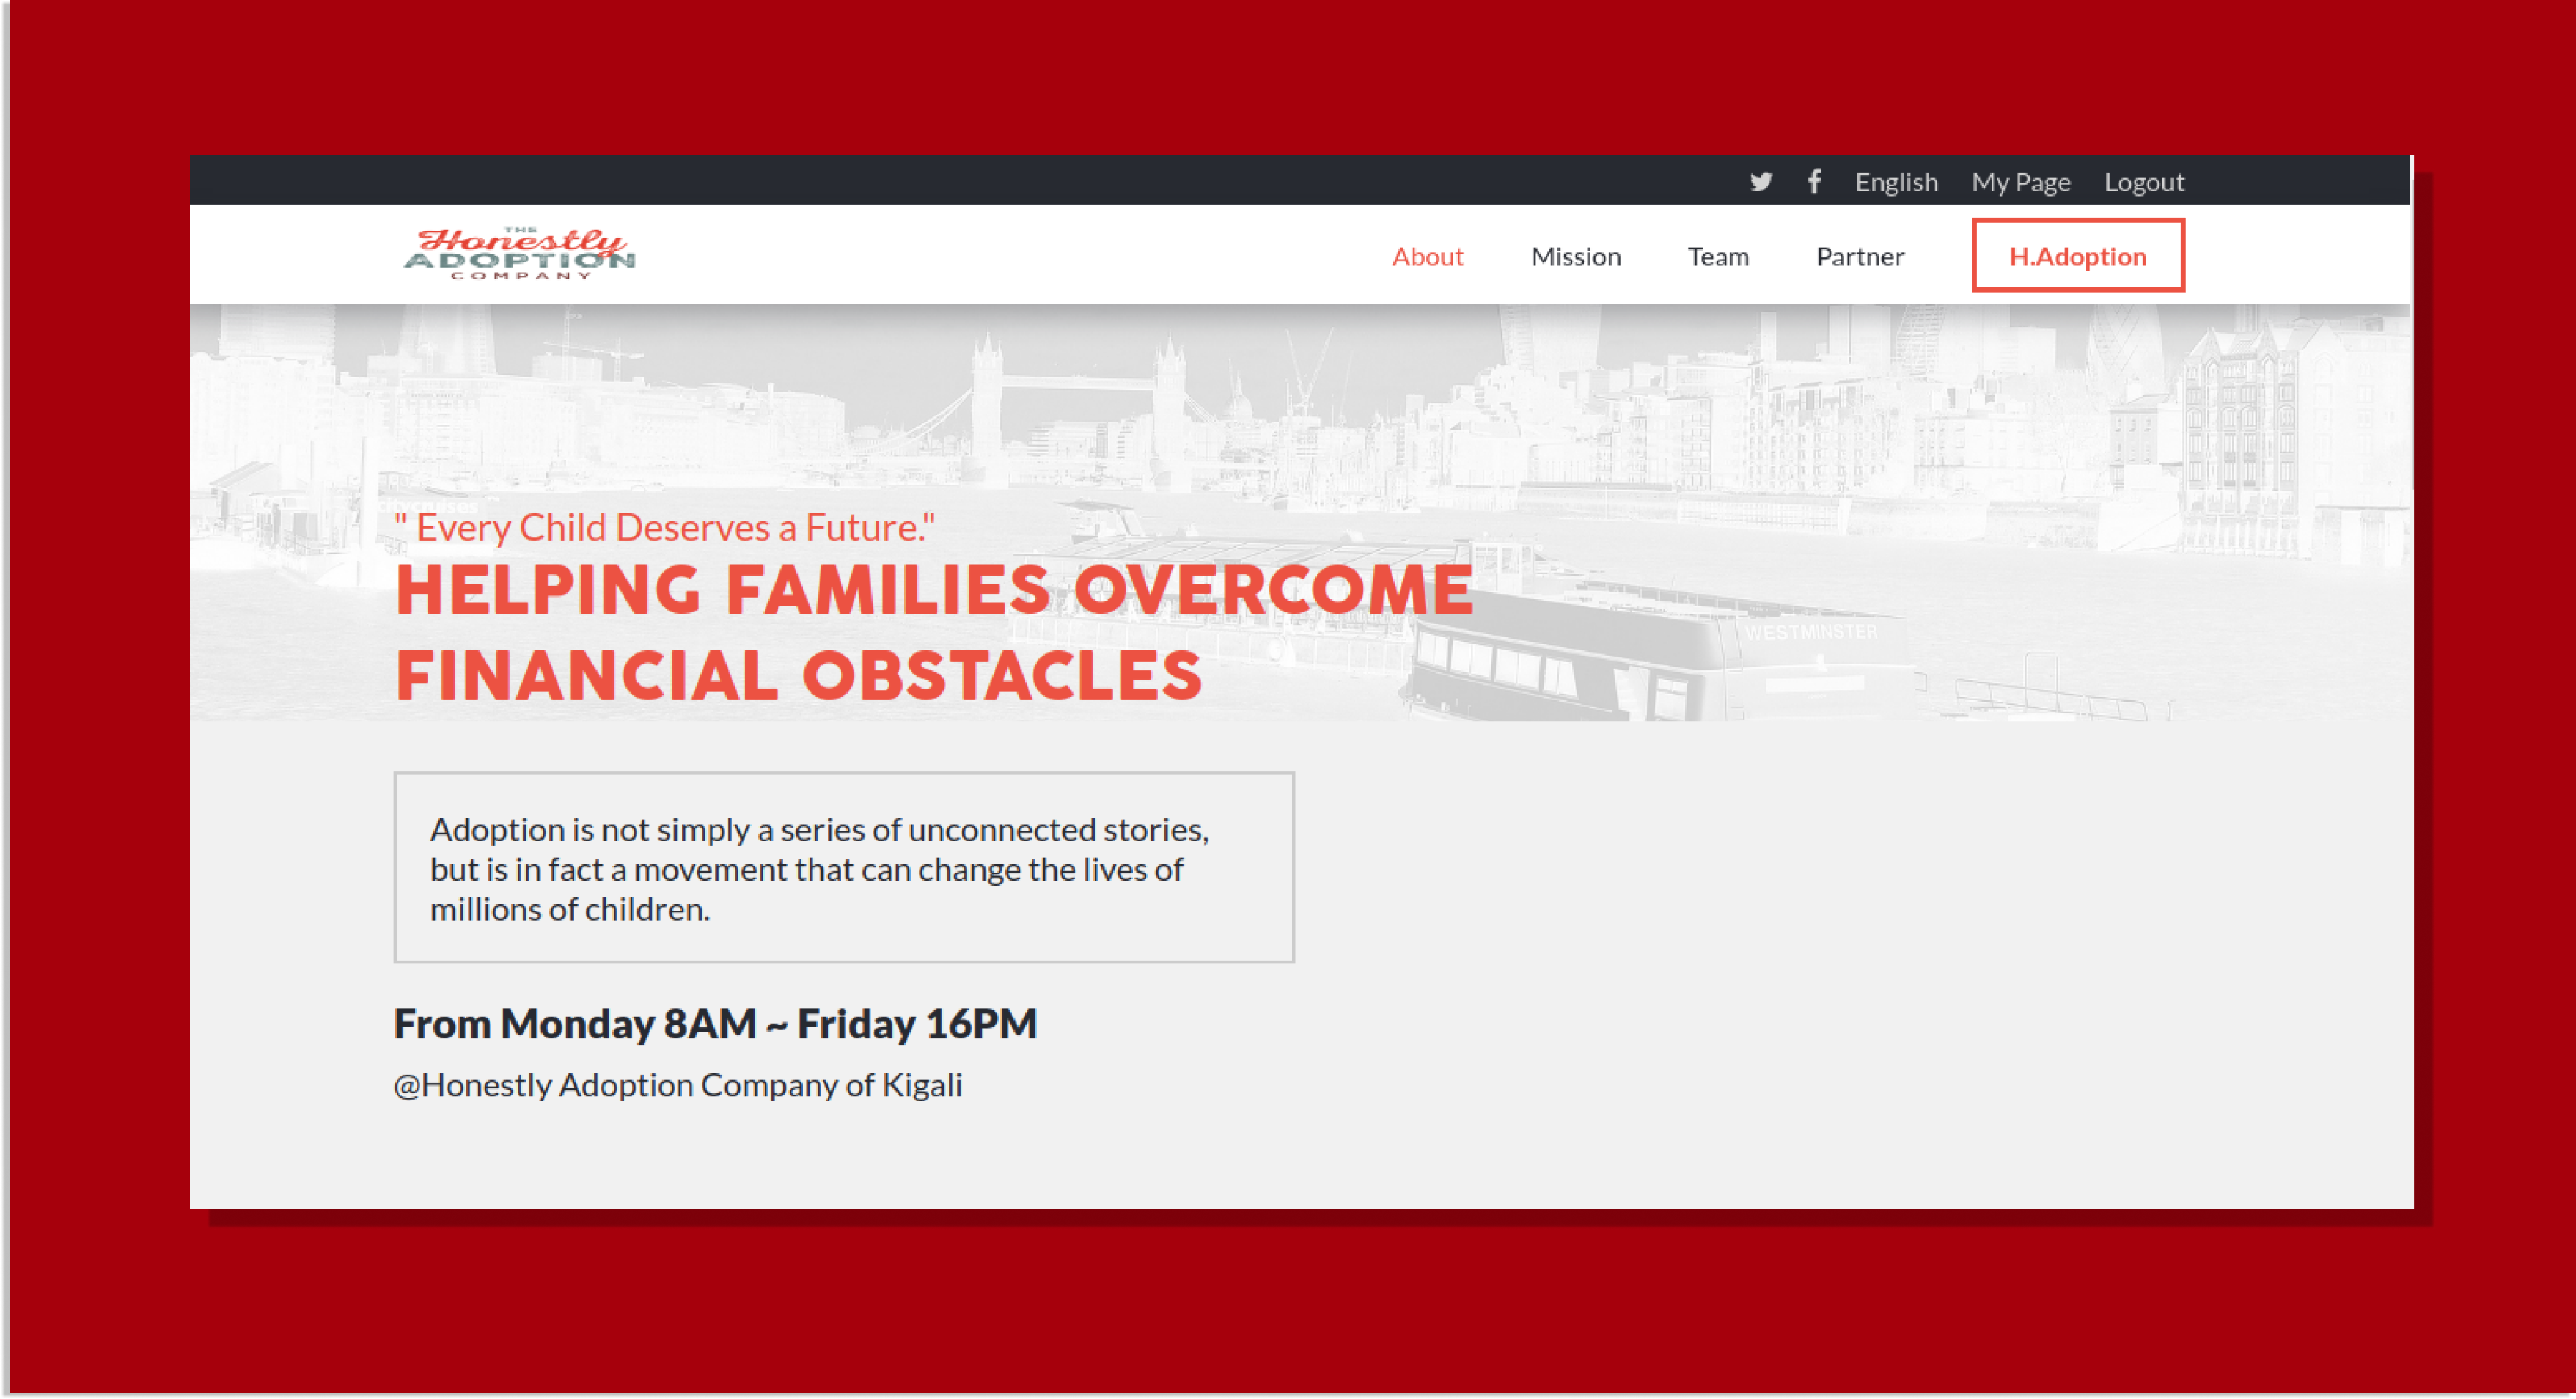 English My Page Logout
THE
Honestly
ADOPTION
COMPANY
About Mission Team Partner H.Adoption
citycruises
" Every Child Deserves a Future."
HELPING FAMILIES OVERCOME
FINANCIAL OBSTACLES
WESTMINSTER
Adoption is not simply a series of unconnected stories,
but is in fact a movement that can change the lives of
millions of children.
From Monday 8AM ~ Friday 16PM
@Honestly Adoption Company of Kigali